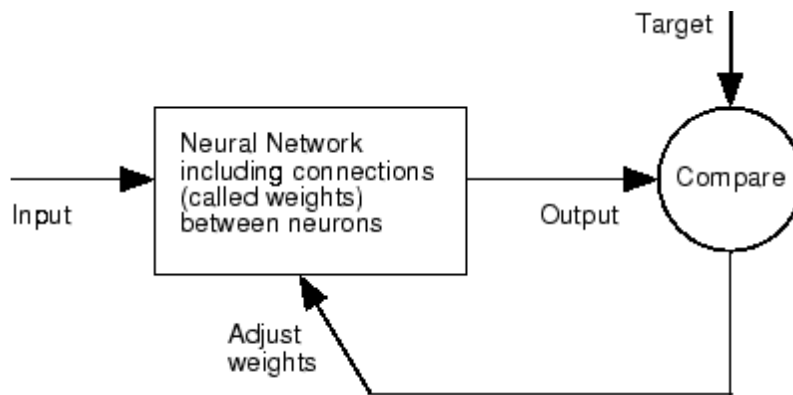 Target
Neural Network
including connections
(called weights)
between neurons
Compare
Input
Output
Adjust
weights